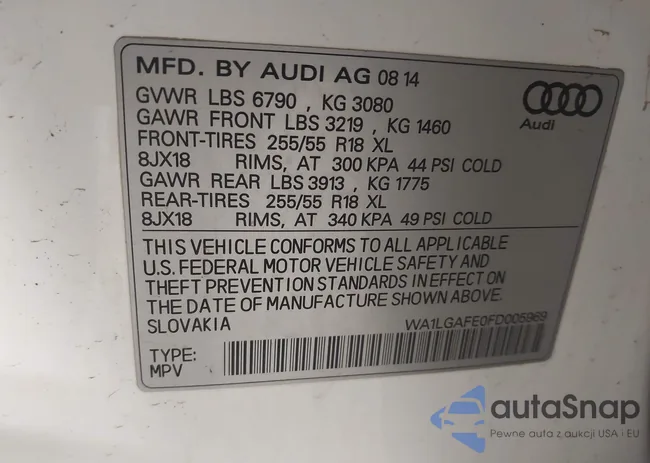 MFD. BY AUDI AG 08 14
GVWR LBS 6790 , KG 3080
GAWR FRONT LBS 3219 , KG 1460
FRONT-TIRES 255/55 R18 XL
8JX18 RIMS, AT 300 KPA 44 PSI COLD
GAWR REAR LBS 3913 , KG 1775
REAR-TIRES 255/55 R18 XL
8JX18 RIMS, AT 340 KPA 49 PSI COLD
Audi
THIS VEHICLE CONFORMS TO ALL APPLICABLE
U.S. FEDERAL MOTOR VEHICLE SAFETY AND
THEFT PREVENTION STANDARDS IN EFFECT ON
THE DATE OF MANUFACTURE SHOWN ABOVE.
SLOVAKIA WA1LGAFE0FD005969
TYPE:
MPV
autaSnap
Pewne auta z aukcji USA i EU